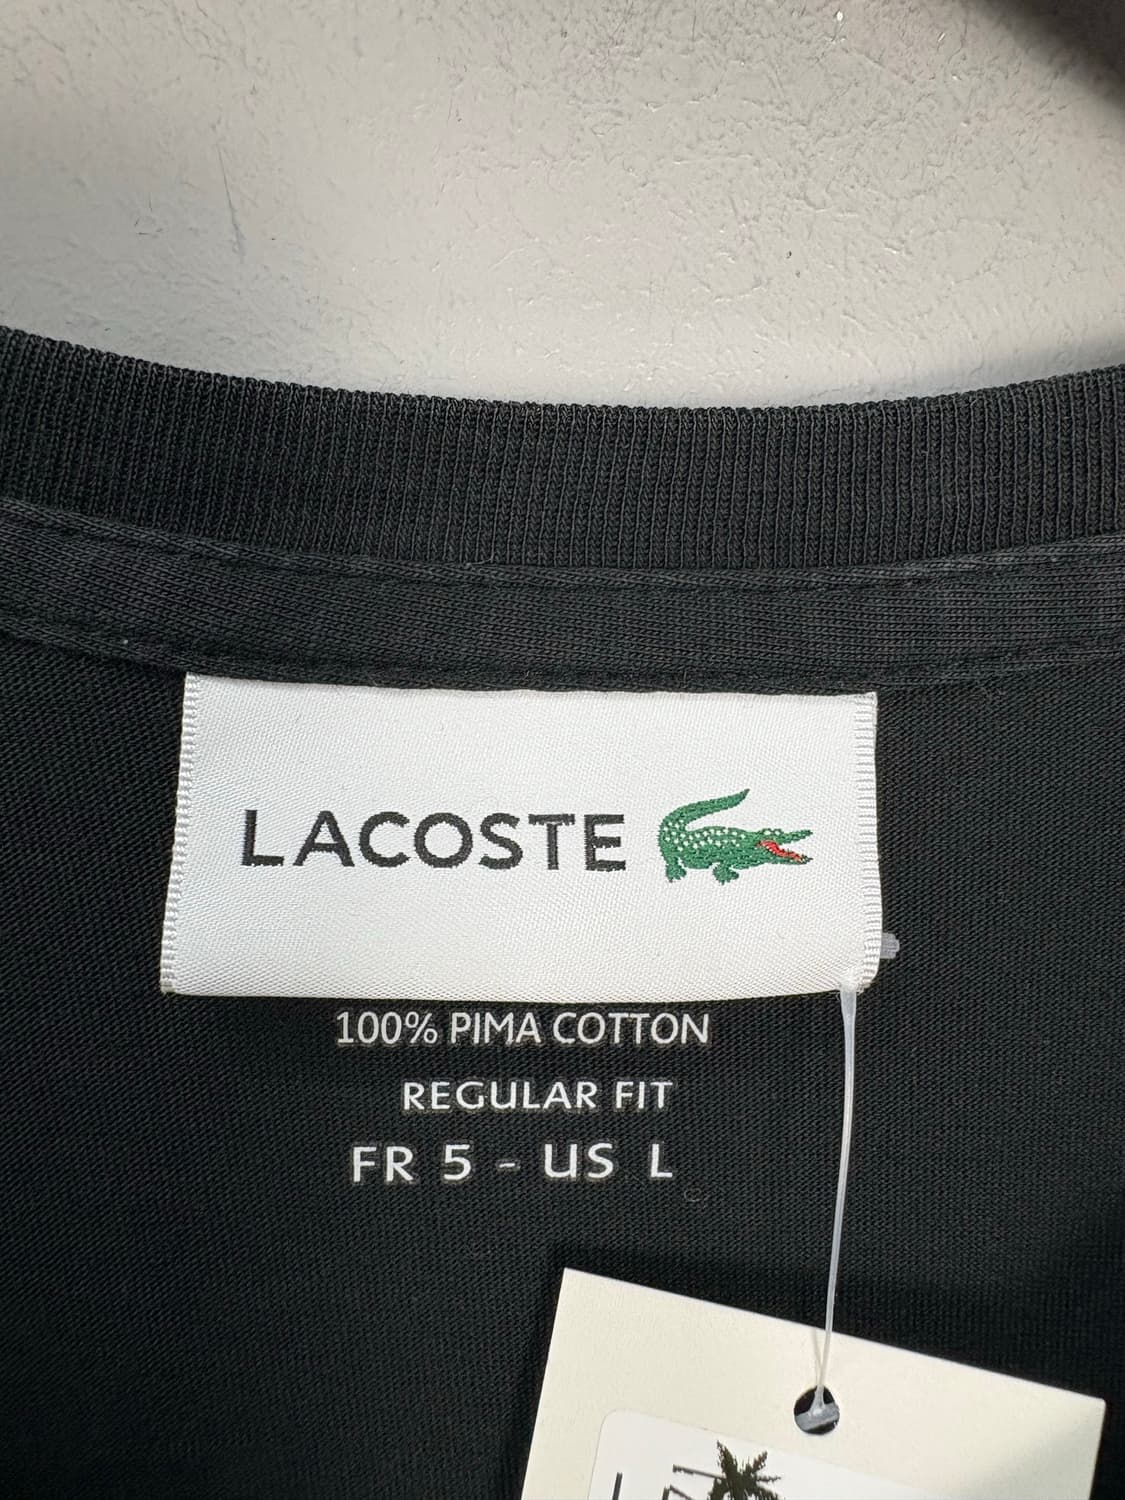 LACOSTE
100% PIMA COTTON
REGULAR FIT
FR 5 - US L